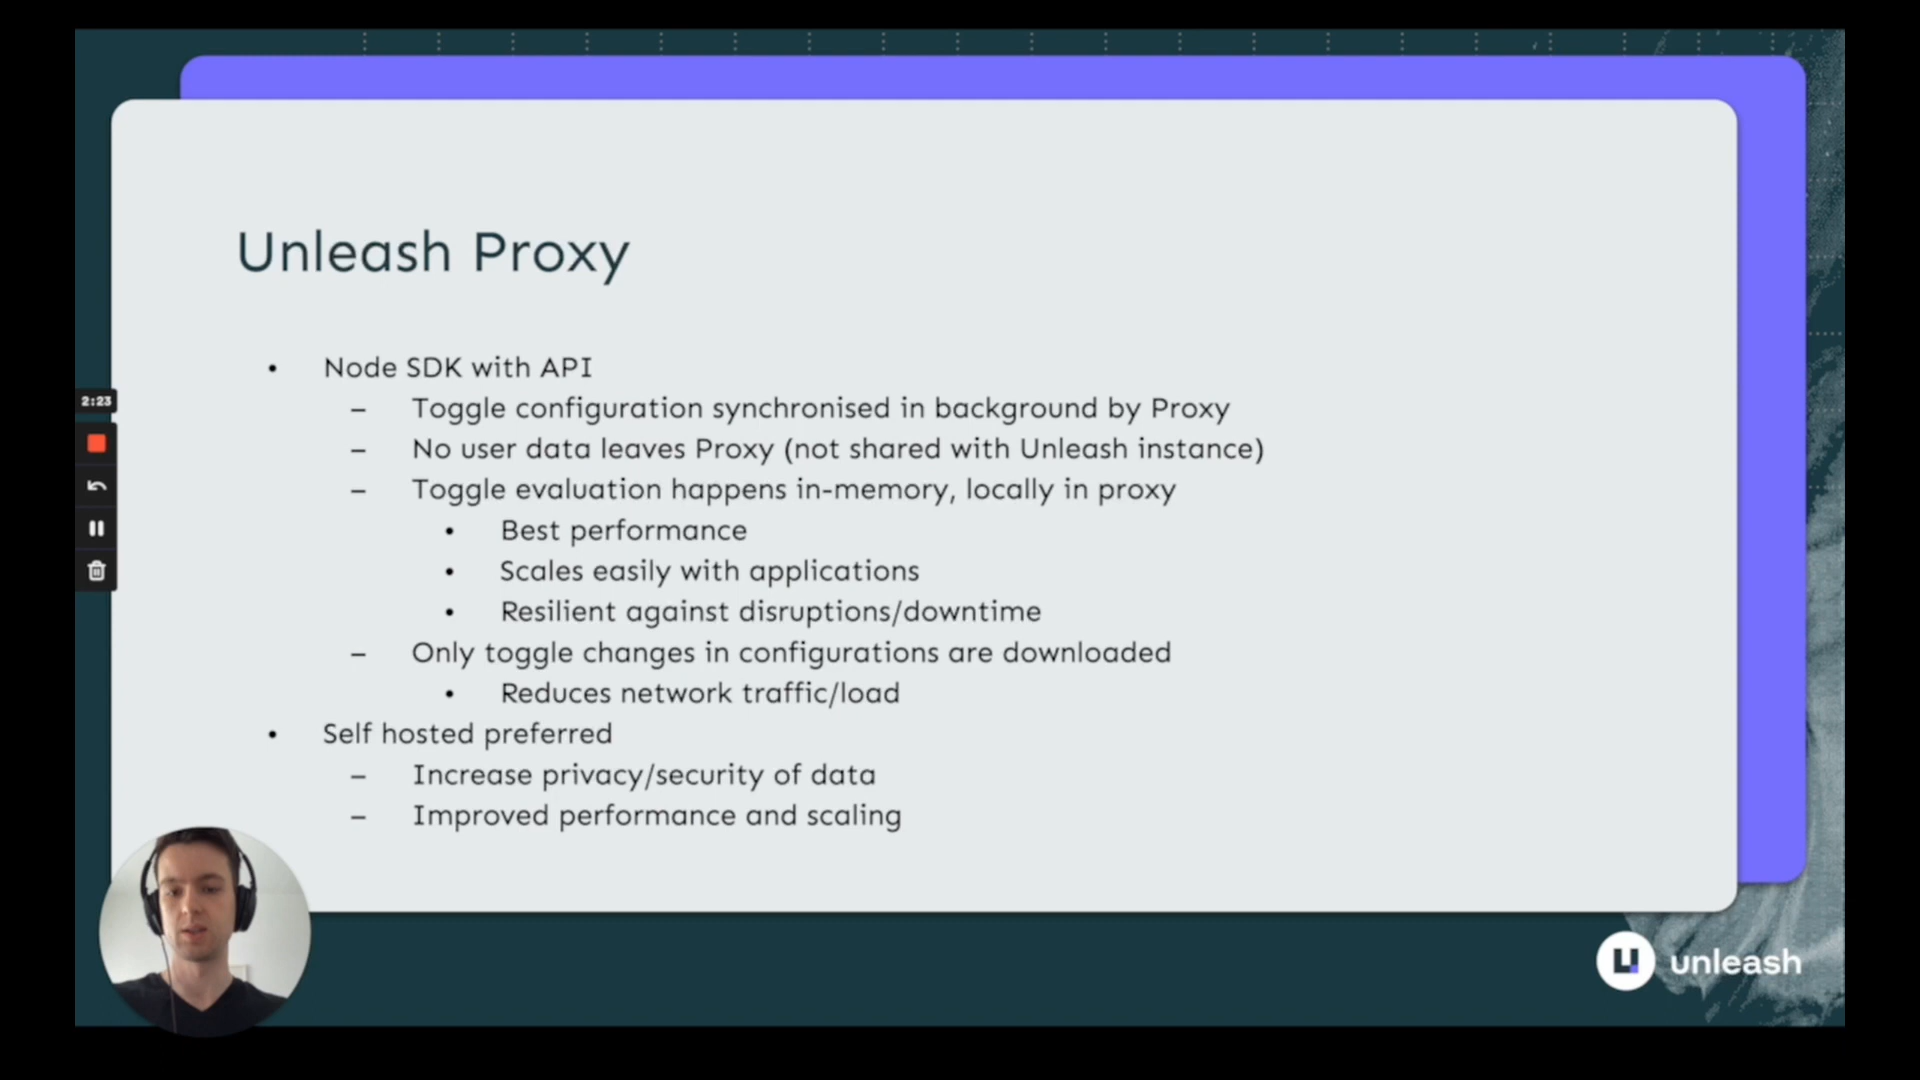 Unleash Proxy
• Node SDK with API
– Toggle configuration synchronised in background by Proxy
– No user data leaves Proxy (not shared with Unleash instance)
– Toggle evaluation happens in-memory, locally in proxy
• Best performance
• Scales easily with applications
• Resilient against disruptions/downtime
– Only toggle changes in configurations are downloaded
• Reduces network traffic/load
• Self hosted preferred
– Increase privacy/security of data
– Improved performance and scaling
2:23
unleash